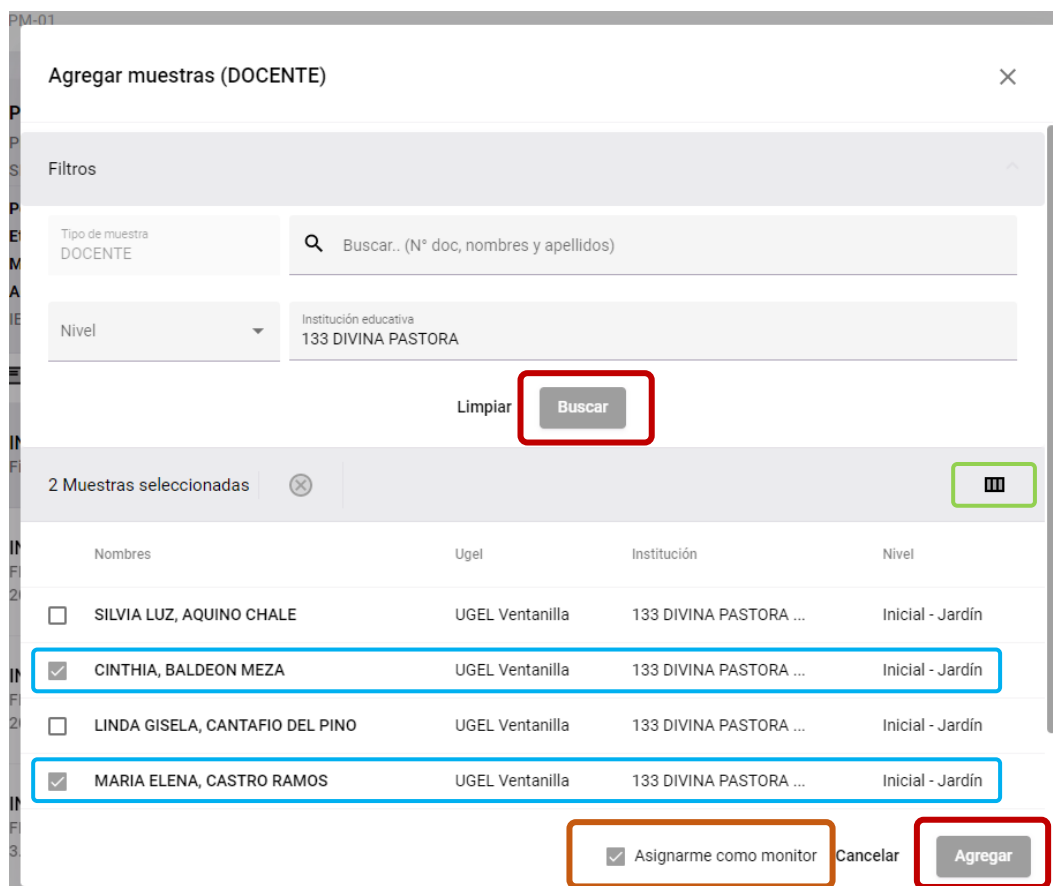 PM-01
Agregar muestras (DOCENTE)
Filtros
Tipo de muestra
DOCENTE
Buscar.. (N° doc, nombres y apellidos)
Nivel
Institución educativa
133 DIVINA PASTORA
Limpiar Buscar
2 Muestras seleccionadas
Nombres Ugel Institución Nivel
SILVIA LUZ, AQUINO CHALE UGEL Ventanilla 133 DIVINA PASTORA ... Inicial - Jardín
CINTHIA, BALDEON MEZA UGEL Ventanilla 133 DIVINA PASTORA ... Inicial - Jardín
LINDA GISELA, CANTAFIO DEL PINO UGEL Ventanilla 133 DIVINA PASTORA ... Inicial - Jardín
MARIA ELENA, CASTRO RAMOS UGEL Ventanilla 133 DIVINA PASTORA ... Inicial - Jardín
Asignarme como monitor Cancelar Agregar